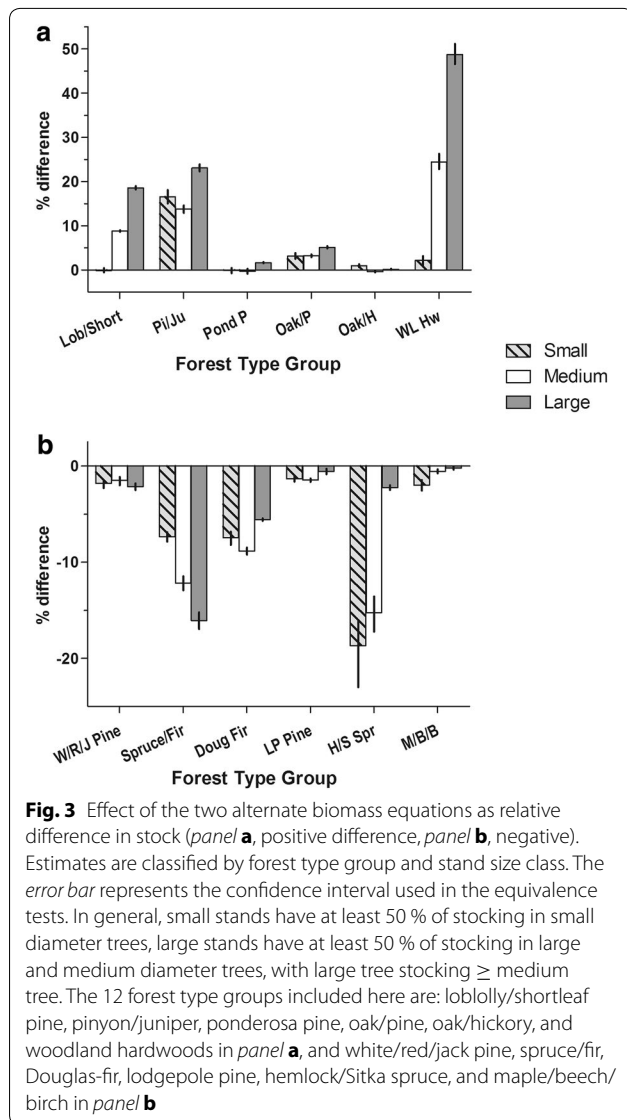 a
50
40
30
20
10
0
% difference
Lob/Short
Pi/Ju
Pond P
Oak/P
Oak/H
WL Hw
Forest Type Group
Small
Medium
Large
b
0
-10
-20
% difference
W/R/J Pine
Spruce/Fir
Doug Fir
LP Pine
H/S Spr
M/B/B
Forest Type Group
Fig. 3 Effect of the two alternate biomass equations as relative
difference in stock (panel a, positive difference, panel b, negative).
Estimates are classified by forest type group and stand size class. The
error bar represents the confidence interval used in the equivalence
tests. In general, small stands have at least 50 % of stocking in small
diameter trees, large stands have at least 50 % of stocking in large
and medium diameter trees, with large tree stocking ≥ medium
tree. The 12 forest type groups included here are: loblolly/shortleaf
pine, pinyon/juniper, ponderosa pine, oak/pine, oak/hickory, and
woodland hardwoods in panel a, and white/red/jack pine, spruce/fir,
Douglas-fir, lodgepole pine, hemlock/Sitka spruce, and maple/beech/
birch in panel b